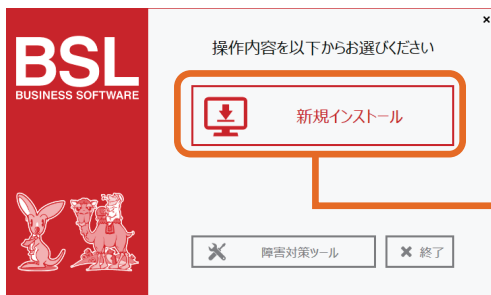 BSL
BUSINESS SOFTWARE
×
操作内容を以下からお選びください
新規インストール
障害対策ツール
終了